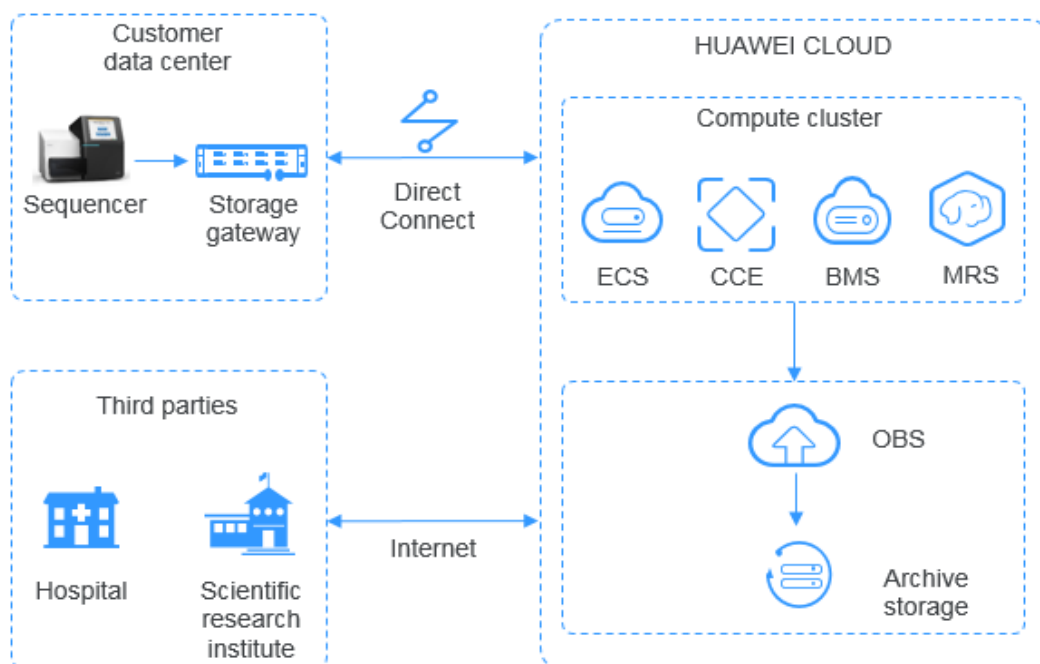 Customer
data center
Sequencer
Storage
gateway
Direct
Connect
HUAWEI CLOUD
Compute cluster
ECS
CCE
BMS
MRS
Third parties
Hospital
Scientific
research
institute
Internet
OBS
Archive
storage